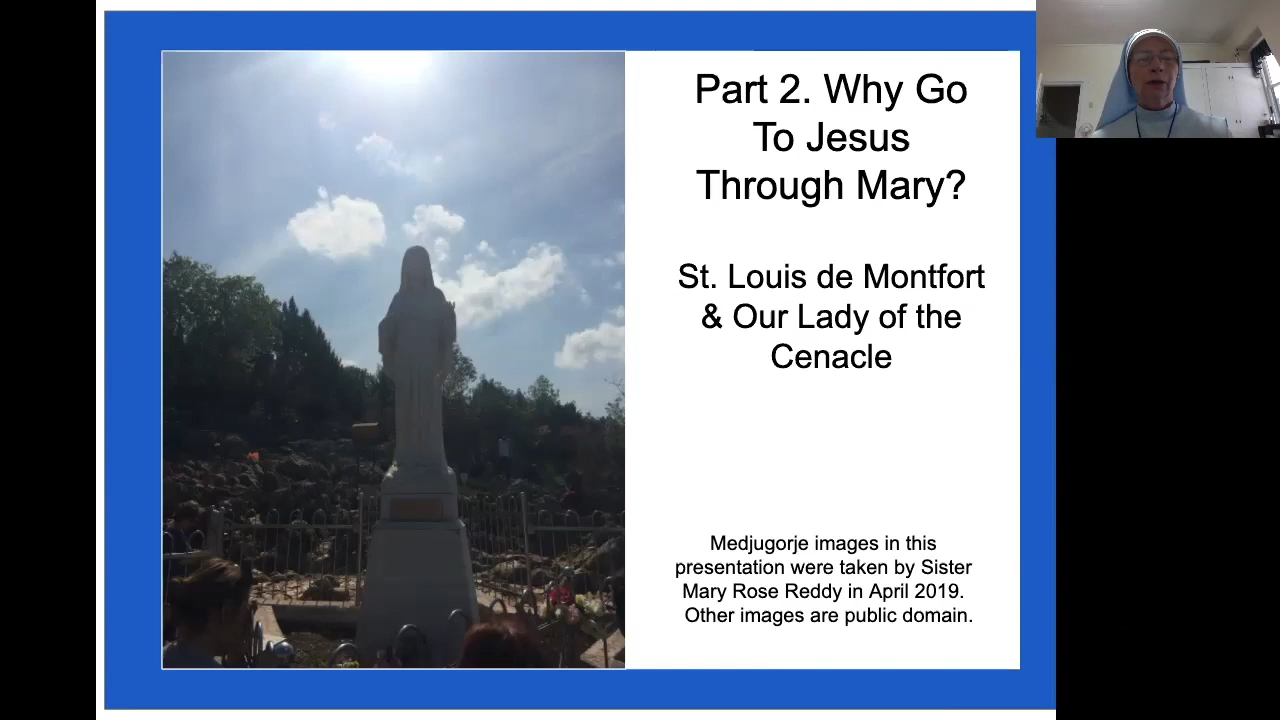 Part 2. Why Go
To Jesus
Through Mary?
St. Louis de Montfort
& Our Lady of the
Cenacle
Medjugorje images in this
presentation were taken by Sister
Mary Rose Reddy in April 2019.
Other images are public domain.